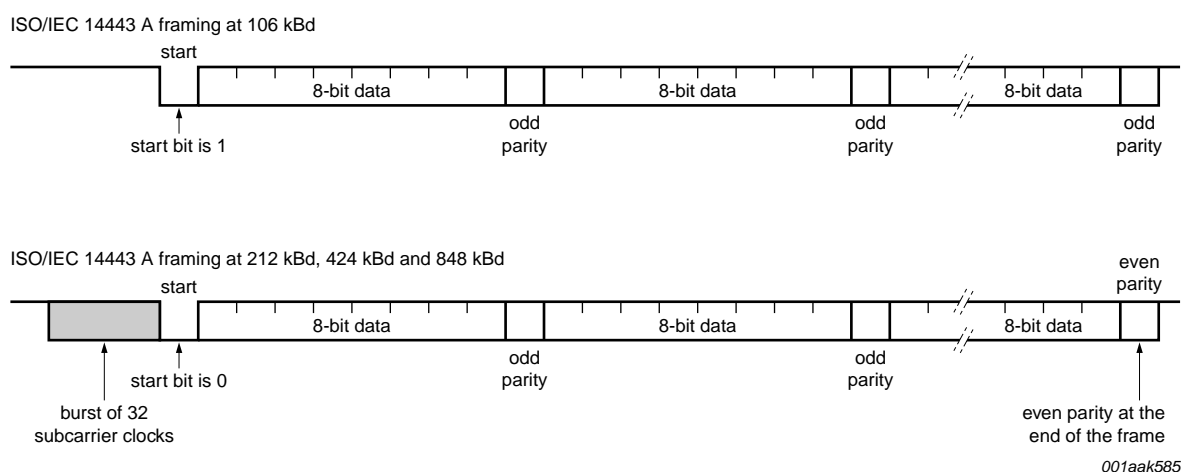 ISO/IEC 14443 A framing at 106 kBd
start
8-bit data
8-bit data
8-bit data
start bit is 1
odd
parity
odd
parity
odd
parity
ISO/IEC 14443 A framing at 212 kBd, 424 kBd and 848 kBd
even
parity
start
8-bit data
8-bit data
8-bit data
start bit is 0
odd
parity
odd
parity
burst of 32
subcarrier clocks
even parity at the
end of the frame
001aak585